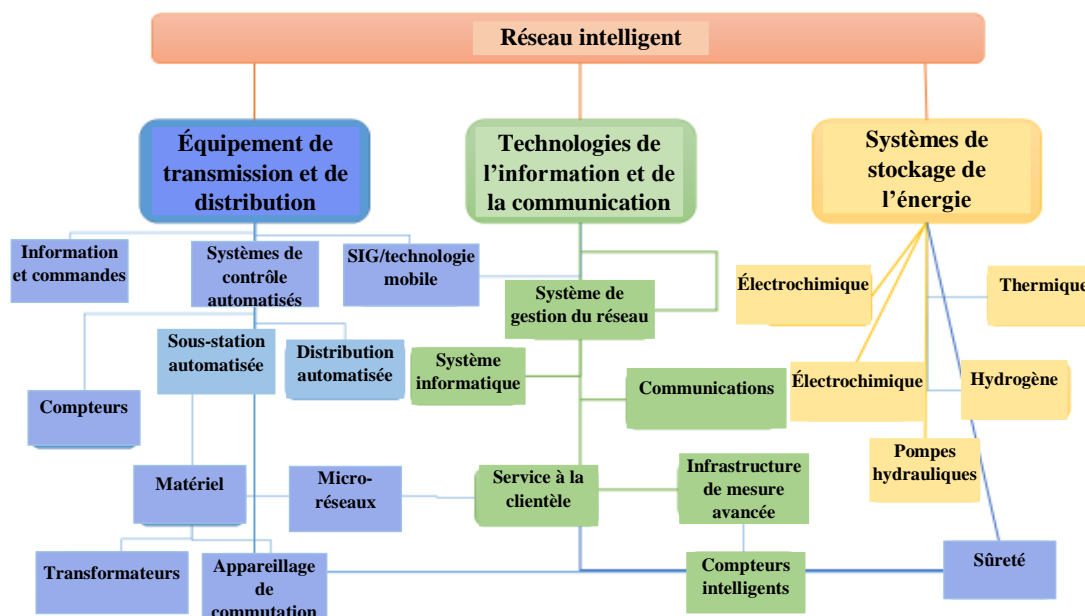 Réseau intelligent
Équipement de
transmission et de
distribution
Technologies de
l’information et de
la communication
Systèmes de
stockage de
l’énergie
Information
et commandes
Systèmes de
contrôle
automatisés
SIG/technologie
mobile
Système de
gestion du réseau
Électrochimique
Thermique
Sous-station
automatisée
Distribution
automatisée
Système
informatique
Communications
Électrochimique
Hydrogène
Compteurs
Pompes
hydrauliques
Matériel
Micro-
réseaux
Service à la
clientèle
Infrastructure
de mesure
avancée
Transformateurs
Appareillage
de
commutation
Compteurs
intelligents
Sûreté